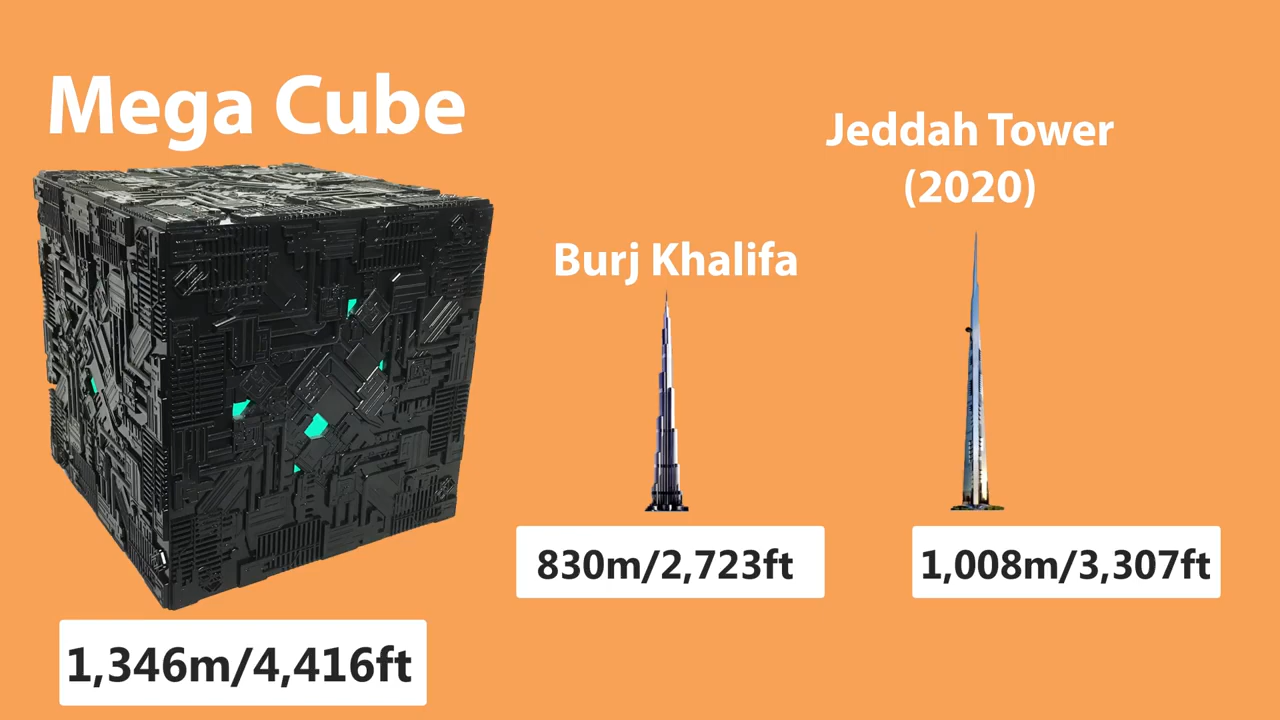 Mega Cube
1,346m/4,416ft
Burj Khalifa
830m/2,723ft
Jeddah Tower
(2020)
1,008m/3,307ft